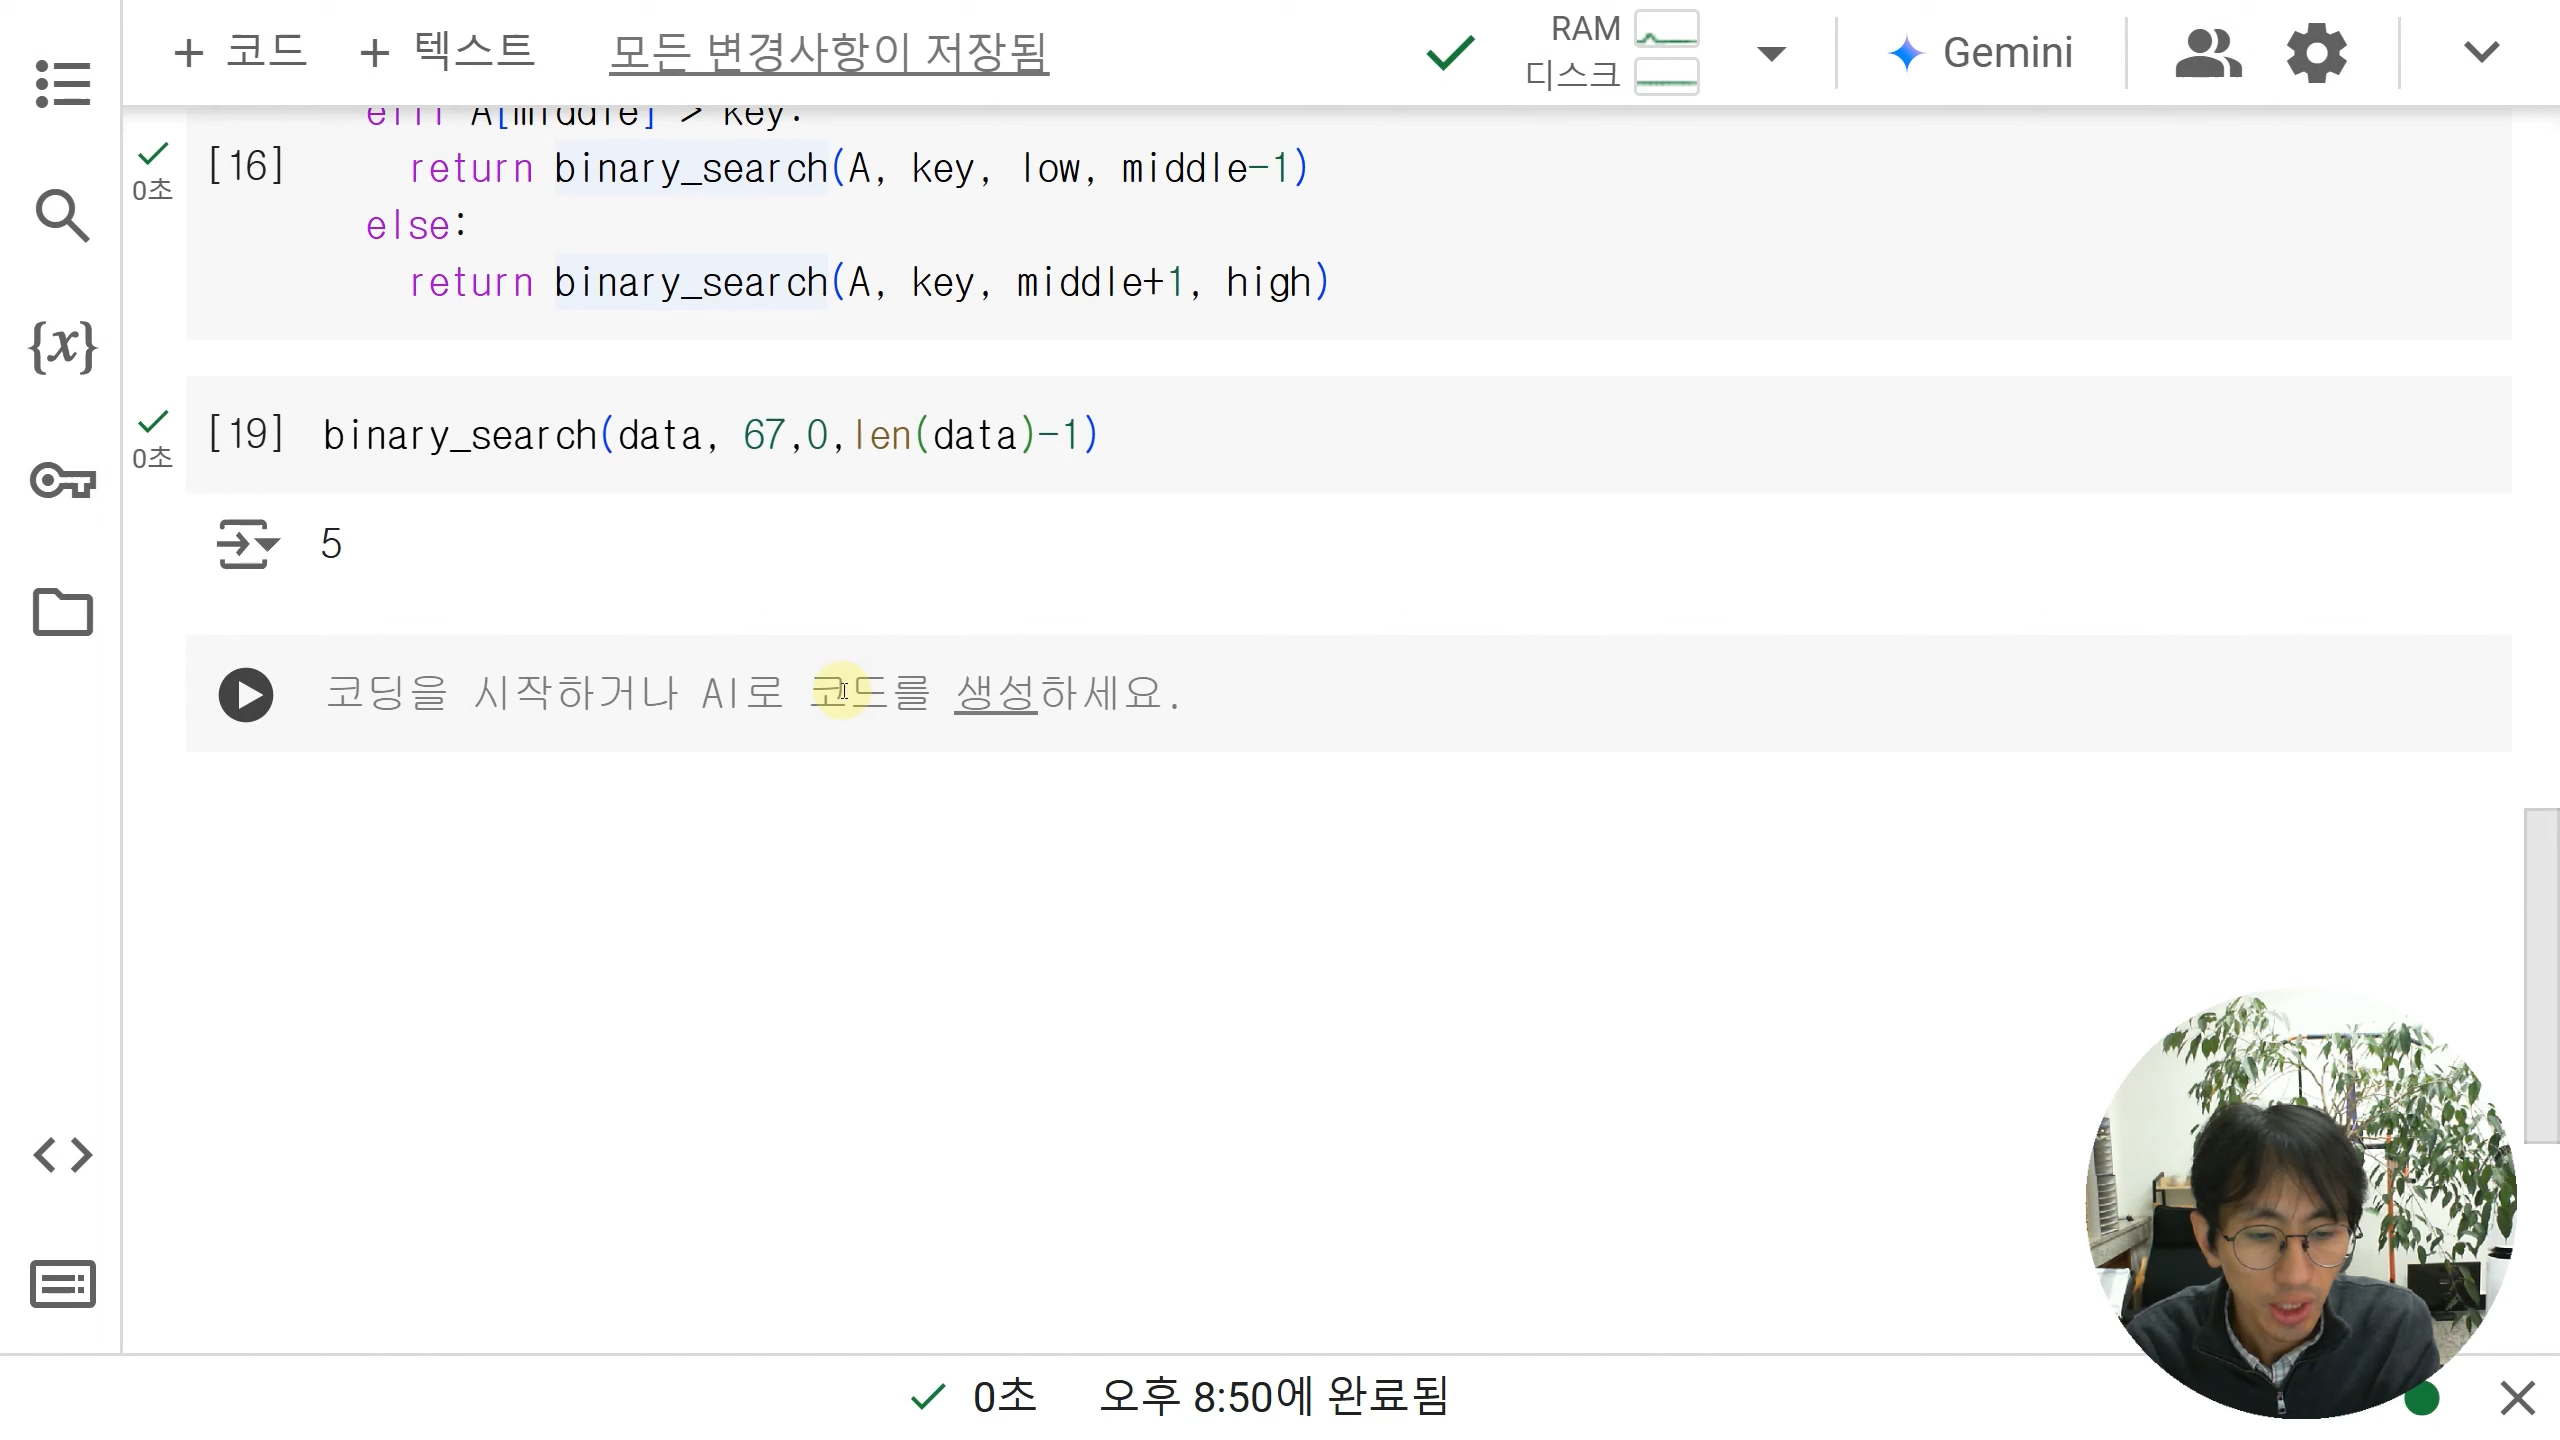 + 코드 + 텍스트 모든 변경사항이 저장됨 RAM 디스크 Gemini
elif A[middle] > key:
[16] return binary_search(A, key, low, middle-1)
0초
else:
return binary_search(A, key, middle+1, high)
[19] binary_search(data, 67,0,len(data)-1)
0초
5
코딩을 시작하거나 AI로 코드를 생성하세요.
0초 오후 8:50에 완료됨